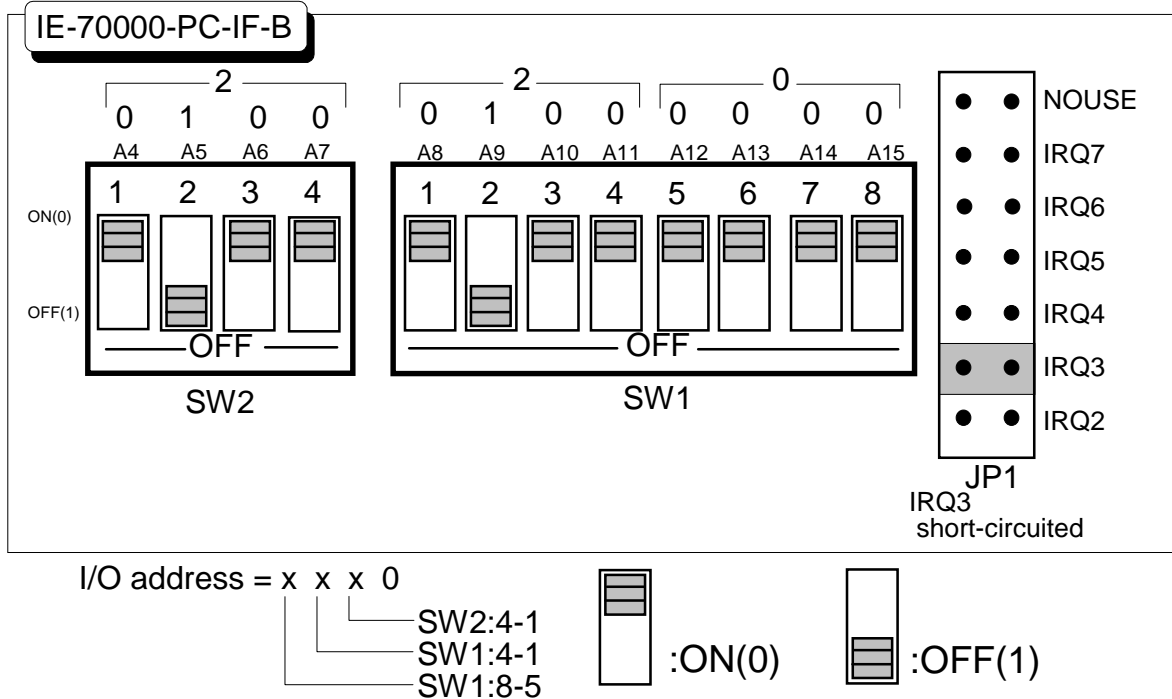 IE-70000-PC-IF-B
2 2 0
0 1 0 0 0 1 0 0 0 0 0 0
A4 A5 A6 A7 A8 A9 A10 A11 A12 A13 A14 A15
1 2 3 4 1 2 3 4 5 6 7 8
ON(0)
OFF(1)
OFF OFF
SW2 SW1
NOUSE
IRQ7
IRQ6
IRQ5
IRQ4
IRQ3
IRQ2
JP1
IRQ3
short-circuited
I/O address = x x x 0
SW2:4-1
SW1:4-1
SW1:8-5
:ON(0)
:OFF(1)